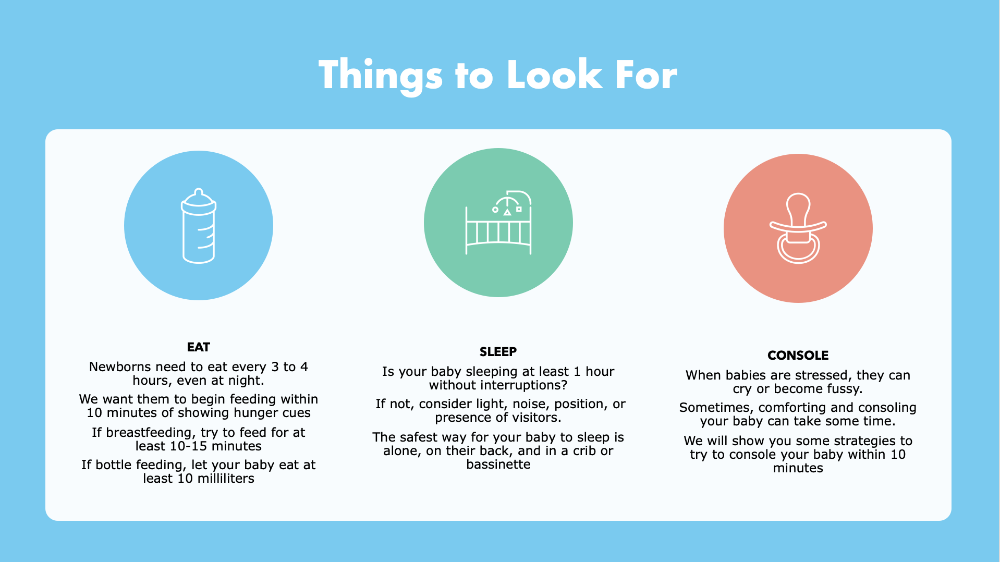 Things to Look For
EAT
Newborns need to eat every 3 to 4
hours, even at night.
We want them to begin feeding within
10 minutes of showing hunger cues
If breastfeeding, try to feed for at
least 10-15 minutes
If bottle feeding, let your baby eat at
least 10 milliliters
SLEEP
Is your baby sleeping at least 1 hour
without interruptions?
If not, consider light, noise, position, or
presence of visitors.
The safest way for your baby to sleep is
alone, on their back, and in a crib or
bassinette
CONSOLE
When babies are stressed, they can
cry or become fussy.
Sometimes, comforting and consoling
your baby can take some time.
We will show you some strategies to
try to console your baby within 10
minutes